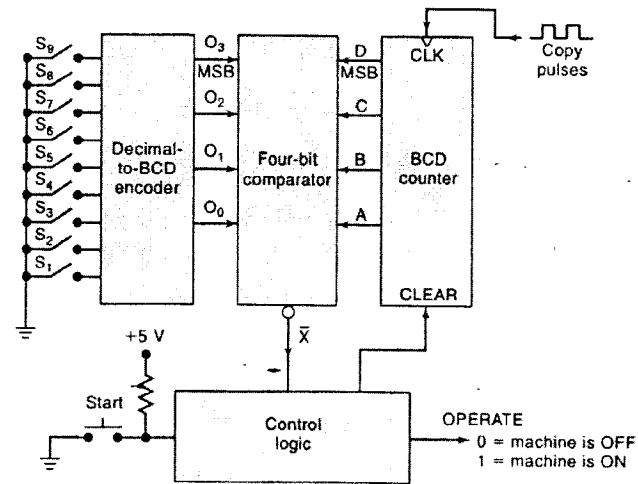 S9
S8
S7
S6
S5
S4
S3
S2
S1
Decimal-
to-BCD
encoder
O3
MSB
O2
O1
O0
Four-bit
comparator
D
MSB
C
B
A
CLK
BCD
counter
CLEAR
Copy
pulses
X̄
+5 V
Start
Control
logic
OPERATE
0 = machine is OFF
1 = machine is ON